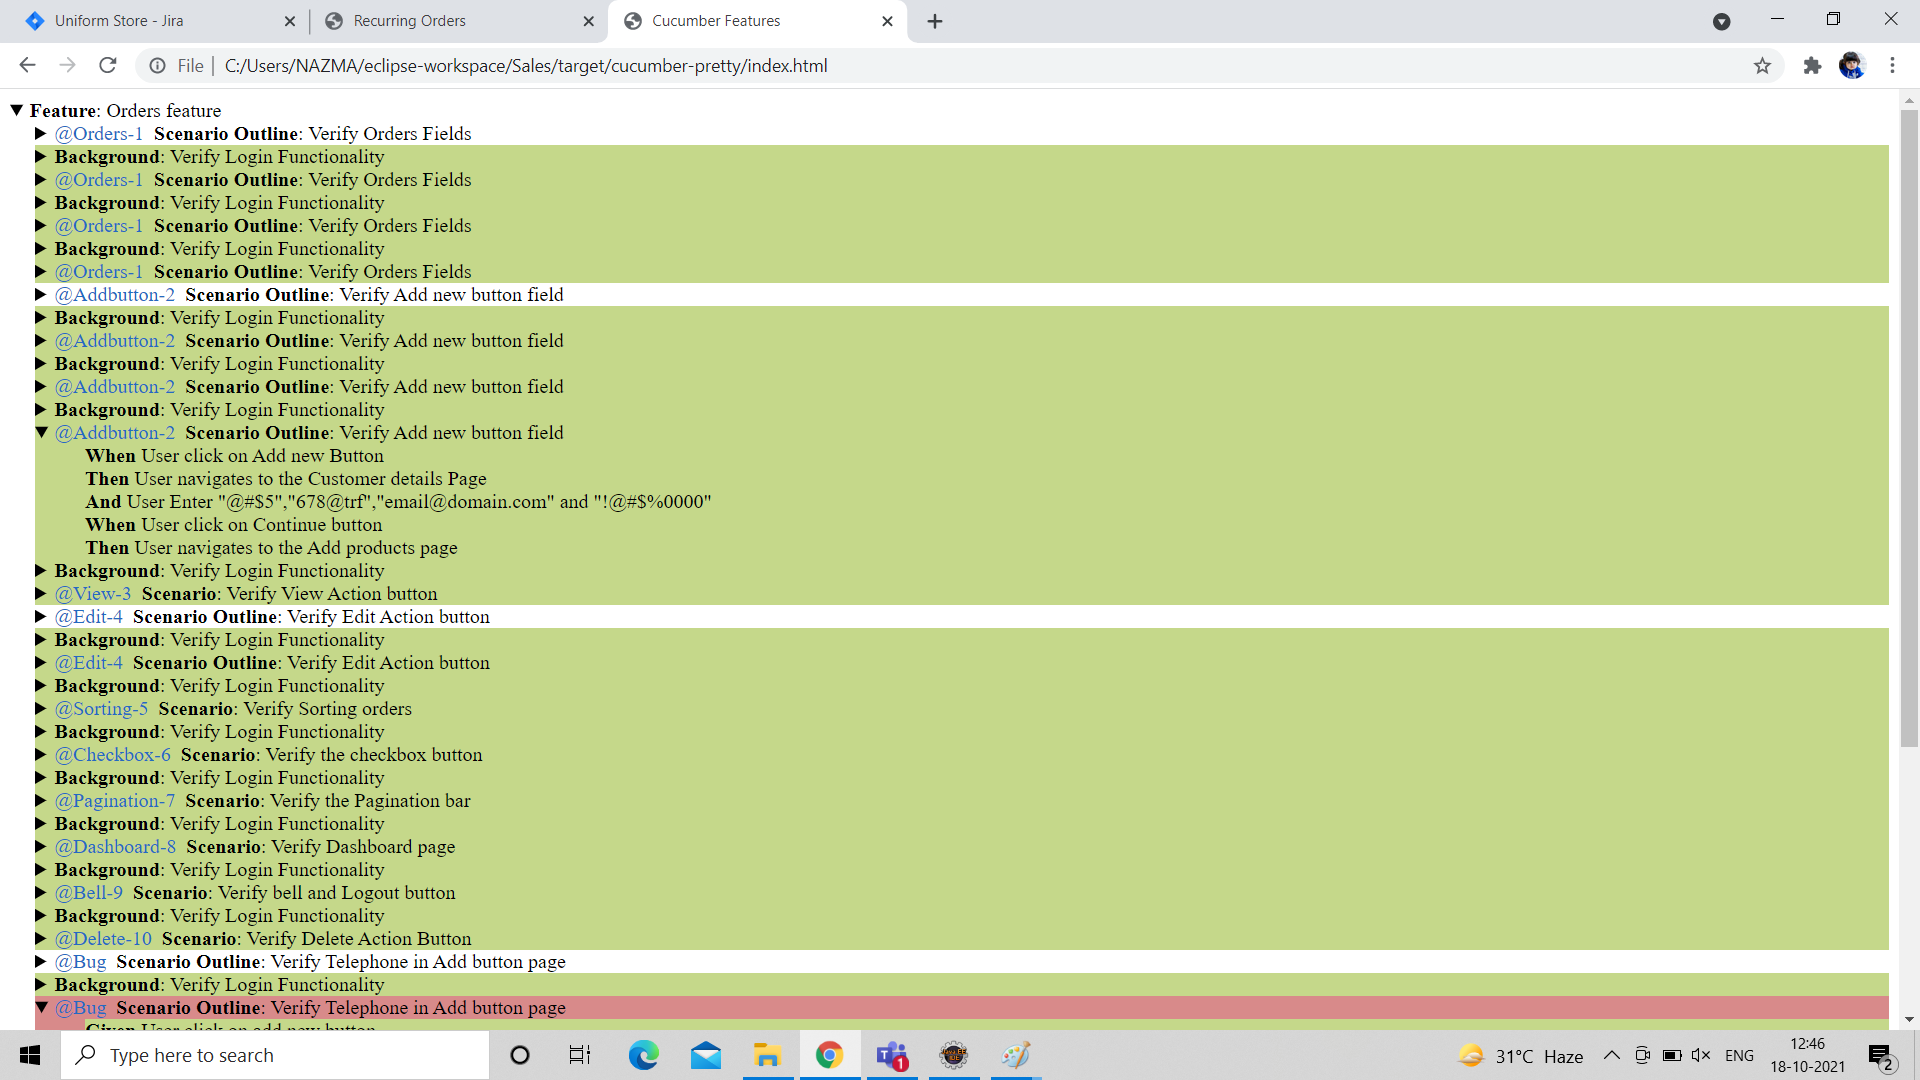 Uniform Store - Jira
Recurring Orders
Cucumber Features
File
C:/Users/NAZMA/eclipse-workspace/Sales/target/cucumber-pretty/index.html
Feature: Orders feature
@Orders-1 Scenario Outline: Verify Orders Fields
Background: Verify Login Functionality
@Orders-1 Scenario Outline: Verify Orders Fields
Background: Verify Login Functionality
@Orders-1 Scenario Outline: Verify Orders Fields
Background: Verify Login Functionality
@Orders-1 Scenario Outline: Verify Orders Fields
@Addbutton-2 Scenario Outline: Verify Add new button field
Background: Verify Login Functionality
@Addbutton-2 Scenario Outline: Verify Add new button field
Background: Verify Login Functionality
@Addbutton-2 Scenario Outline: Verify Add new button field
Background: Verify Login Functionality
@Addbutton-2 Scenario Outline: Verify Add new button field
When User click on Add new Button
Then User navigates to the Customer details Page
And User Enter "@#$5","678@trf","email@domain.com" and "!@#$%0000"
When User click on Continue button
Then User navigates to the Add products page
Background: Verify Login Functionality
@View-3 Scenario: Verify View Action button
@Edit-4 Scenario Outline: Verify Edit Action button
Background: Verify Login Functionality
@Edit-4 Scenario Outline: Verify Edit Action button
Background: Verify Login Functionality
@Sorting-5 Scenario: Verify Sorting orders
Background: Verify Login Functionality
@Checkbox-6 Scenario: Verify the checkbox button
Background: Verify Login Functionality
@Pagination-7 Scenario: Verify the Pagination bar
Background: Verify Login Functionality
@Dashboard-8 Scenario: Verify Dashboard page
Background: Verify Login Functionality
@Bell-9 Scenario: Verify bell and Logout button
Background: Verify Login Functionality
@Delete-10 Scenario: Verify Delete Action Button
@Bug Scenario Outline: Verify Telephone in Add button page
Background: Verify Login Functionality
@Bug Scenario Outline: Verify Telephone in Add button page
Given User click on add new button
Type here to search
1
31°C Haze
ENG
12:46
18-10-2021
2